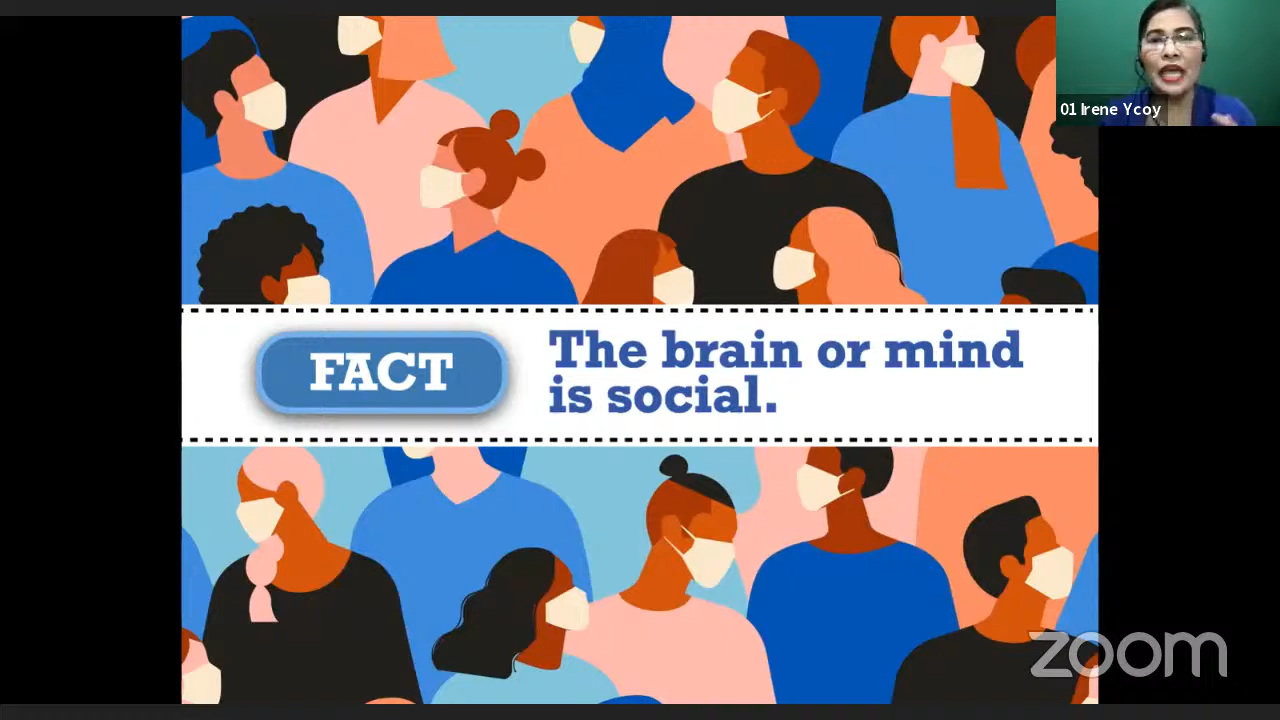 01 Irene Ycoy
FACT
The brain or mind
is social.
zoom